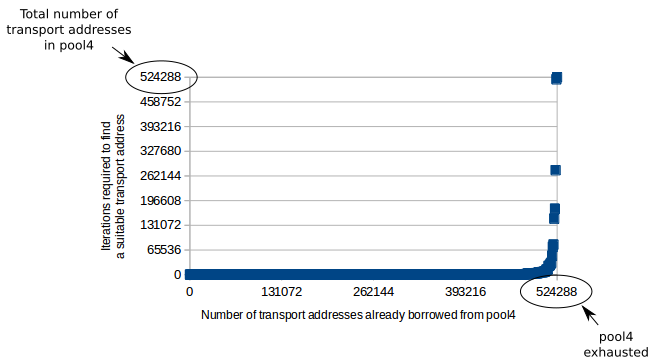 Total number of
transport addresses
in pool4
524288
458752
393216
327680
262144
196608
131072
65536
0
Iterations required to find
a suitable transport address
0
131072
262144
393216
524288
Number of transport addresses already borrowed from pool4
pool4
exhausted